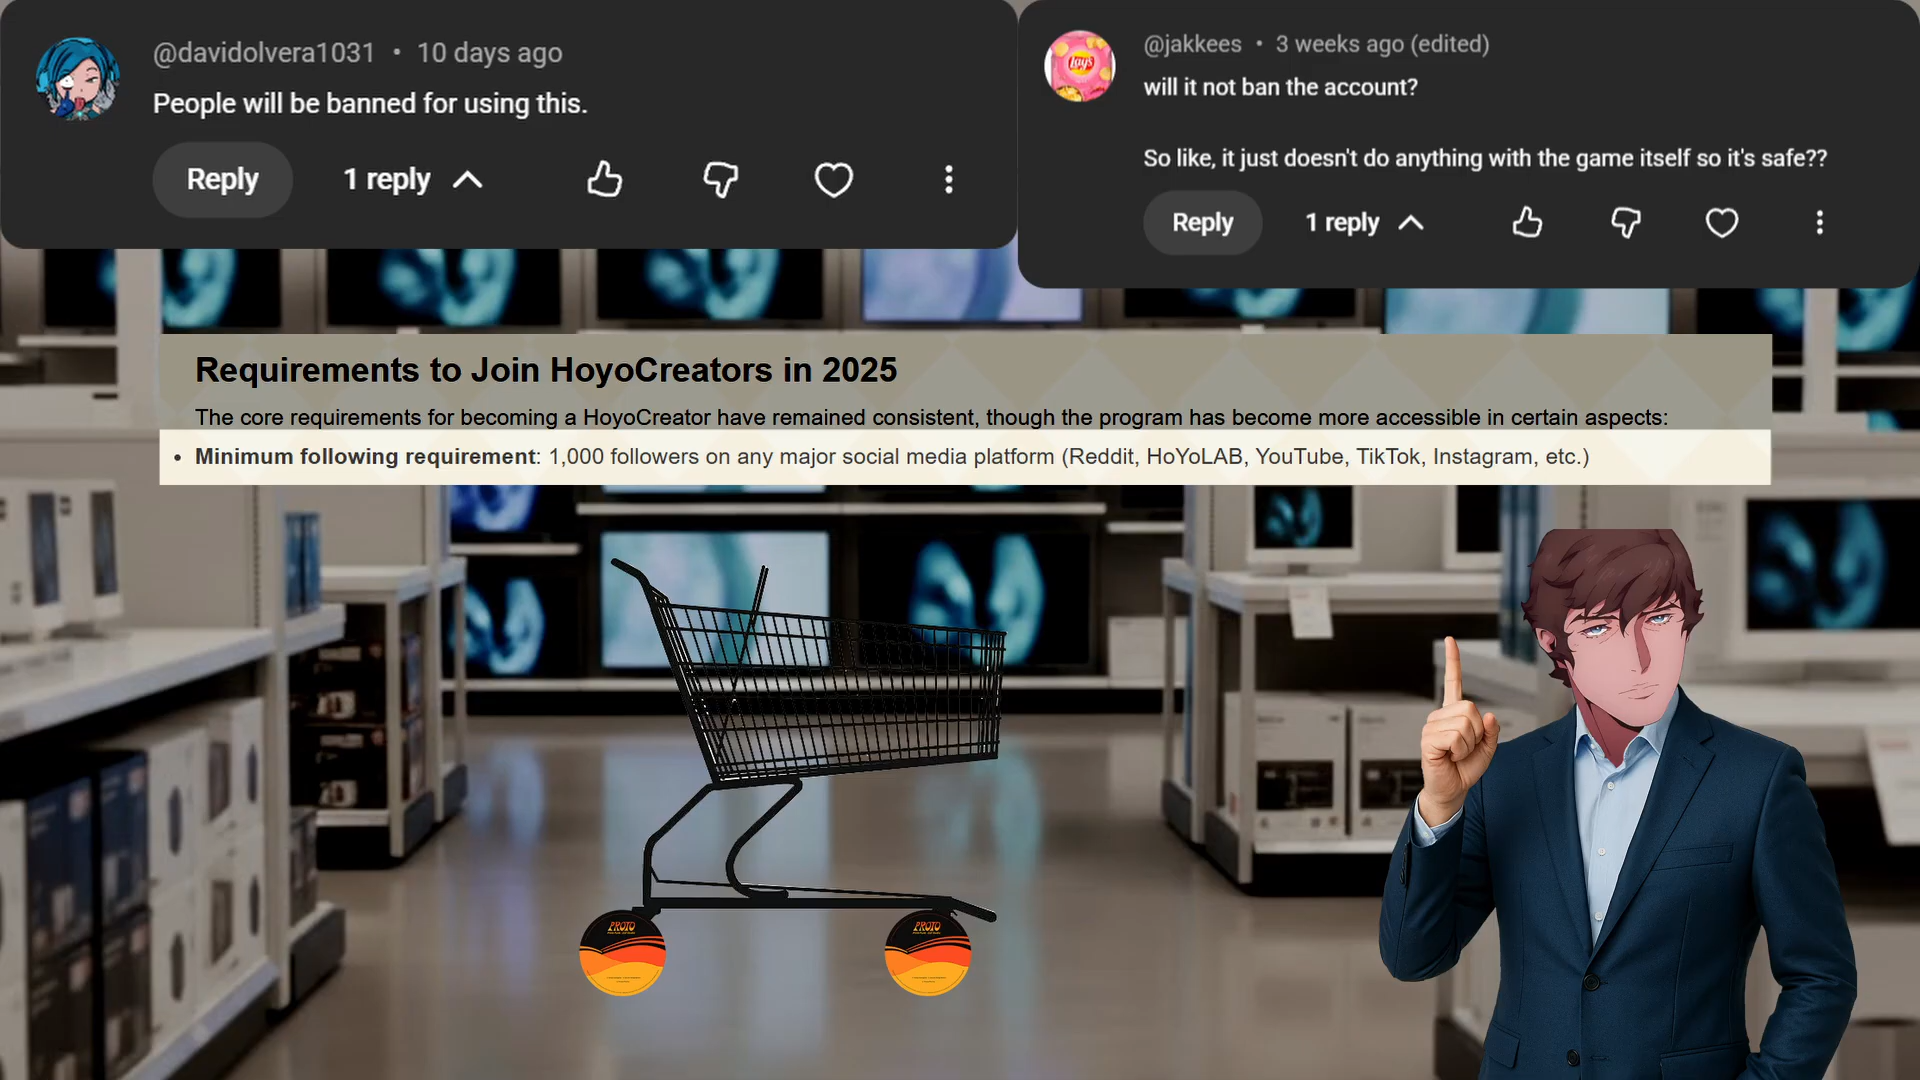 @davidolvera1031 • 10 days ago
People will be banned for using this.
Reply
1 reply
@jakkees • 3 weeks ago (edited)
will it not ban the account?
So like, it just doesn't do anything with the game itself so it's safe??
Reply
1 reply
Lay's
Requirements to Join HoyoCreators in 2025
The core requirements for becoming a HoyoCreator have remained consistent, though the program has become more accessible in certain aspects:
• Minimum following requirement: 1,000 followers on any major social media platform (Reddit, HoYoLAB, YouTube, TikTok, Instagram, etc.)
PROTO
PROTO